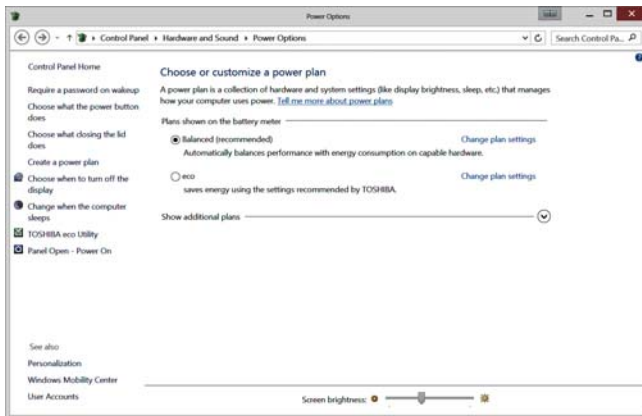 Power Options
Control Panel ▸ Hardware and Sound ▸ Power Options
Search Control Pa...
Control Panel Home
Require a password on wakeup
Choose what the power button
does
Choose what closing the lid
does
Create a power plan
Choose when to turn off the
display
Change when the computer
sleeps
TOSHIBA eco Utility
Panel Open - Power On
See also
Personalization
Windows Mobility Center
User Accounts
Choose or customize a power plan
A power plan is a collection of hardware and system settings (like display brightness, sleep, etc.) that manages
how your computer uses power. Tell me more about power plans
Plans shown on the battery meter
Balanced (recommended) Change plan settings
Automatically balances performance with energy consumption on capable hardware.
eco Change plan settings
saves energy using the settings recommended by TOSHIBA.
Show additional plans
Screen brightness: